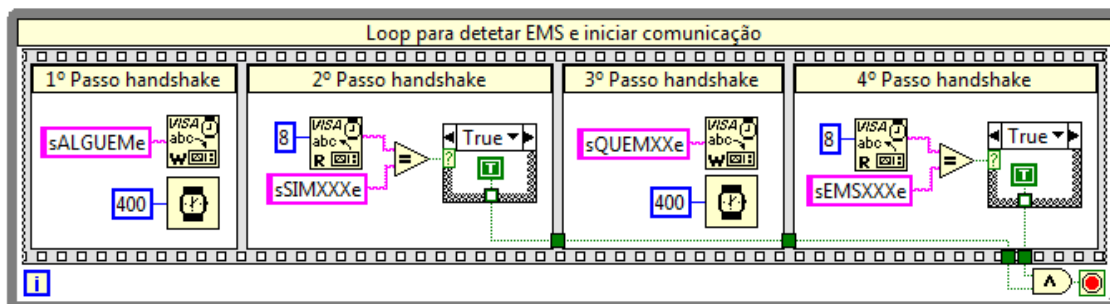 Loop para detetar EMS e iniciar comunicação
1º Passo handshake
2º Passo handshake
3º Passo handshake
4º Passo handshake
sALGUEMe
VISA
abc
W
400
8
VISA
abc
R
sSIMXXXe
=
True
?
T
sQUEMXXe
VISA
abc
W
400
8
VISA
abc
R
sEMSXXXe
=
True
?
T
i
∧